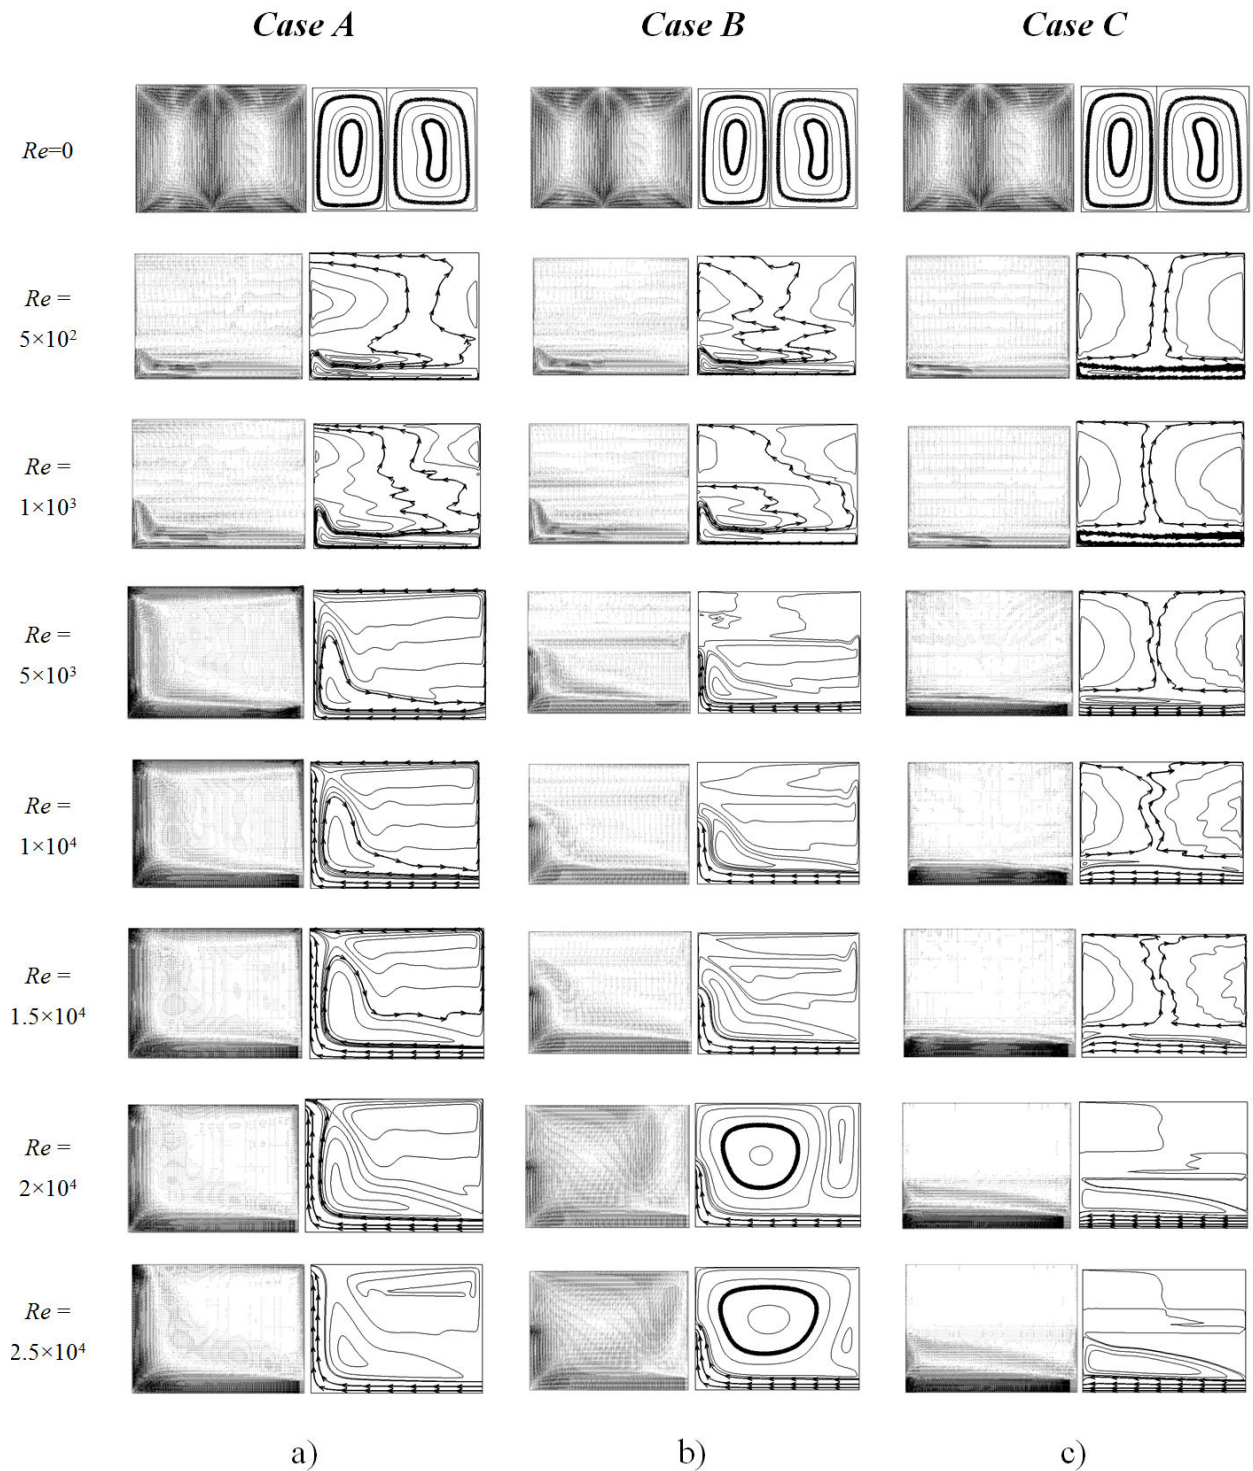 Case A Case B Case C
Re=0
Re =
5×10²
Re =
1×10³
Re =
5×10³
Re =
1×10⁴
Re =
1.5×10⁴
Re =
2×10⁴
Re =
2.5×10⁴
a) b) c)